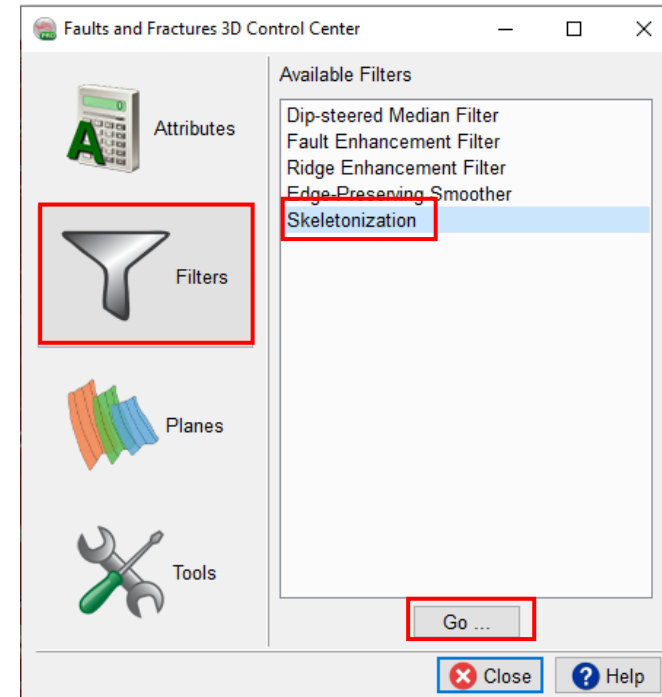 Faults and Fractures 3D Control Center
PRO
Available Filters
Attributes
Filters
Planes
Tools
Dip-steered Median Filter
Fault Enhancement Filter
Ridge Enhancement Filter
Edge-Preserving Smoother
Skeletonization
Go ...
Close
Help